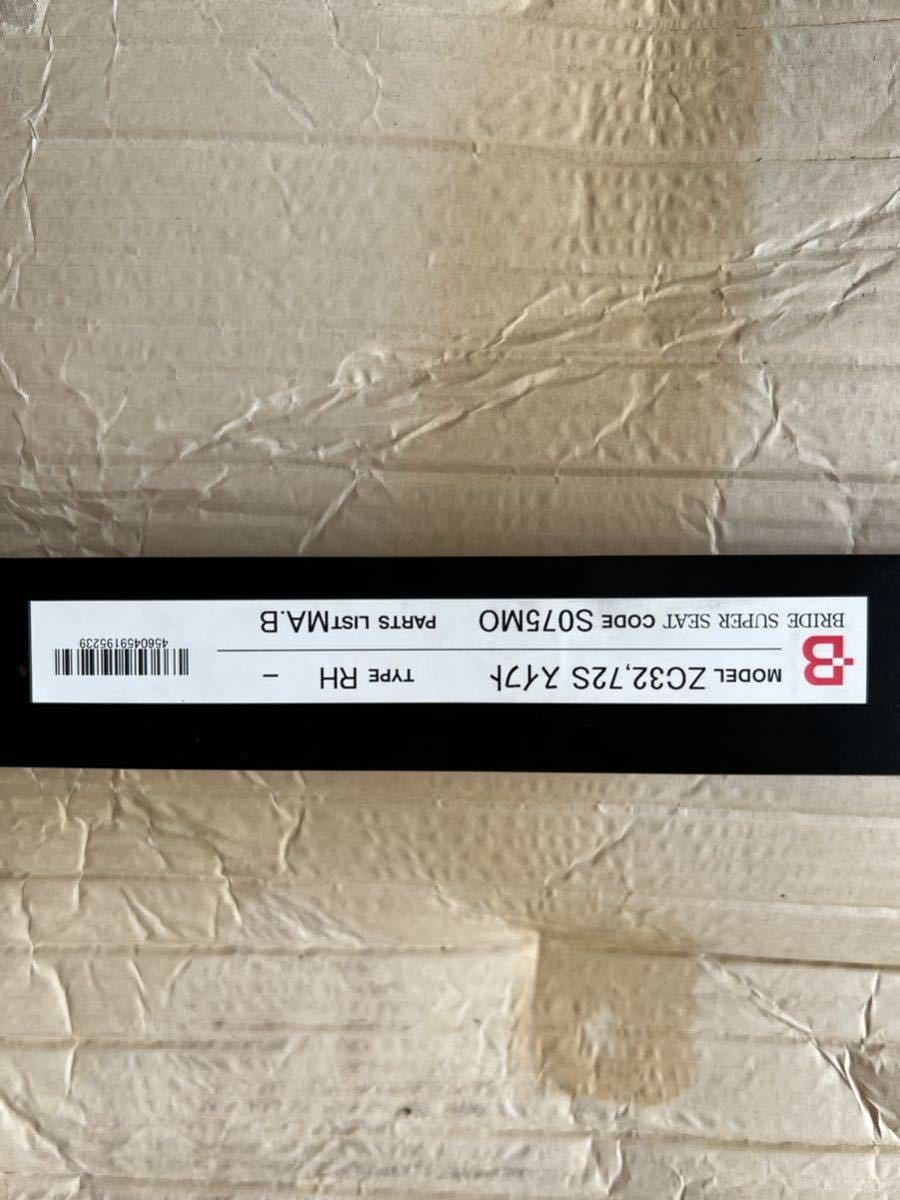 B
MODEL ZC32,72S スイフト TYPE RH -
BRIDE SUPER SEAT CODE S075MO PARTS LIST MA.B
4560459195239